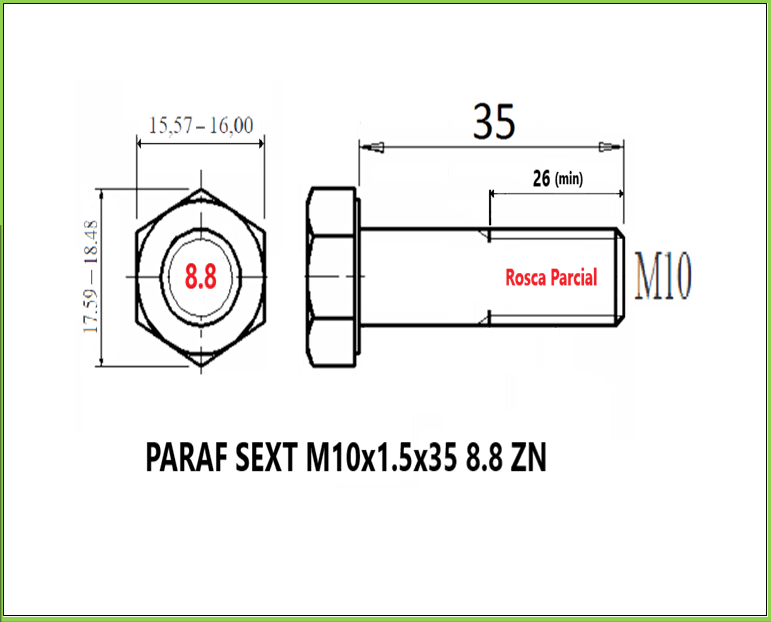 15,57 – 16,00
35
26 (min)
17.59 – 18.48
8.8
Rosca Parcial
M10
PARAF SEXT M10x1.5x35 8.8 ZN